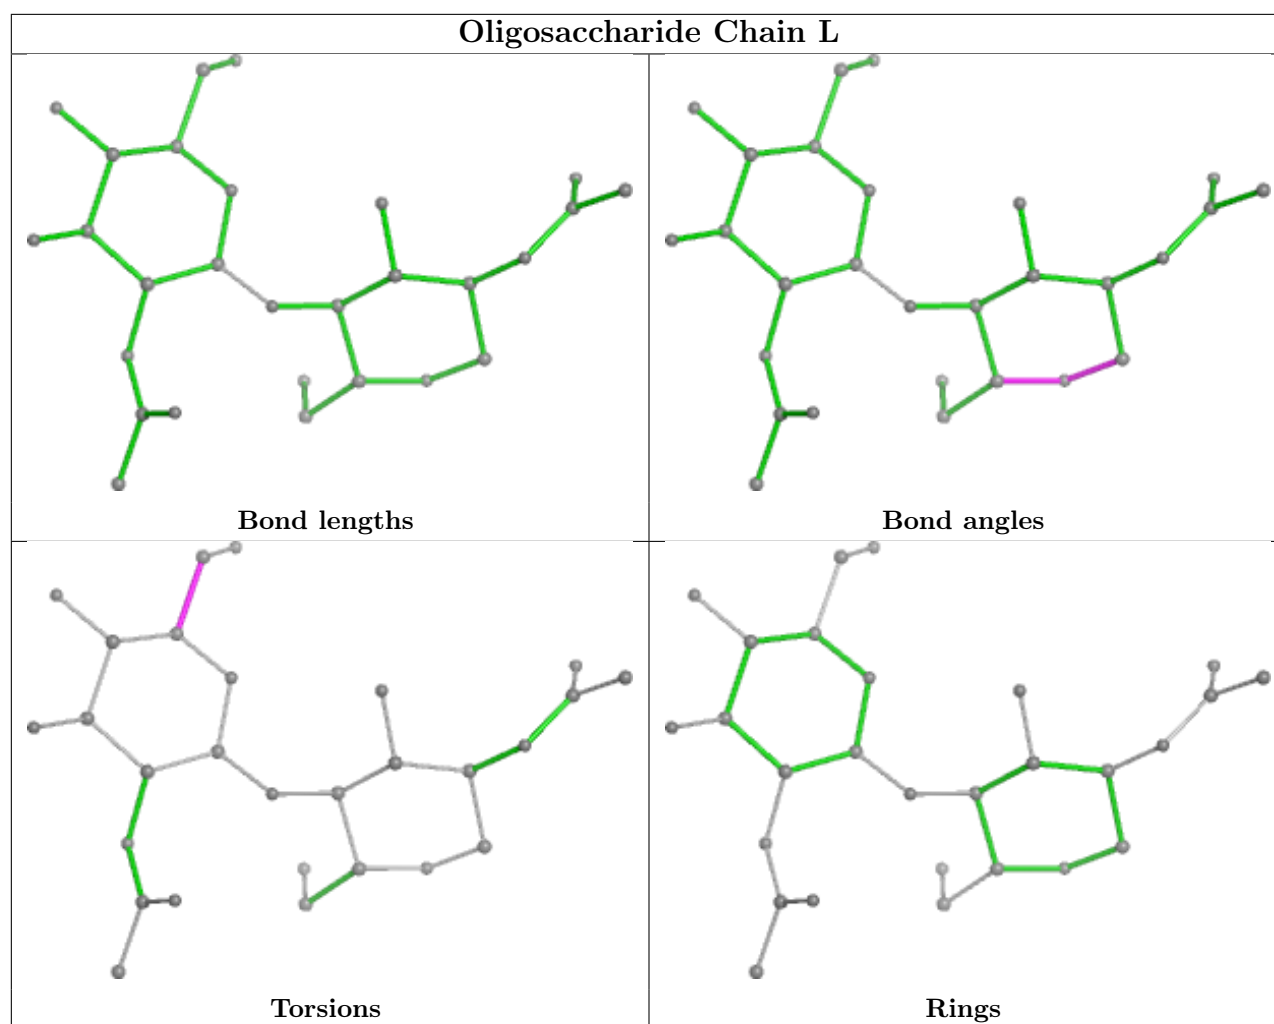 Oligosaccharide Chain L
Bond lengths
Bond angles
Torsions
Rings